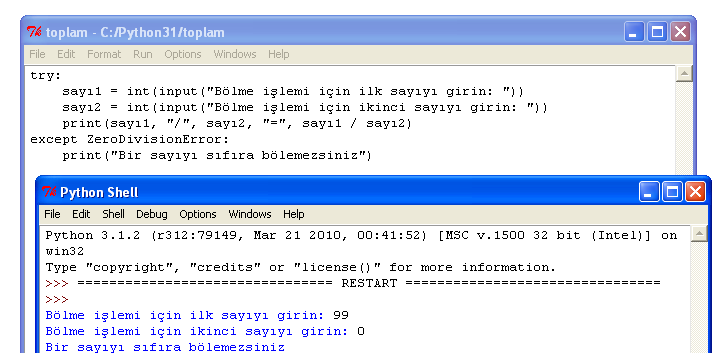 toplam - C:/Python31/toplam
File Edit Format Run Options Windows Help
try:
    sayı1 = int(input("Bölme işlemi için ilk sayıyı girin: "))
    sayı2 = int(input("Bölme işlemi için ikinci sayıyı girin: "))
    print(sayı1, "/", sayı2, "=", sayı1 / sayı2)
except ZeroDivisionError:
    print("Bir sayıyı sıfıra bölemezsiniz")
Python Shell
File Edit Shell Debug Options Windows Help
Python 3.1.2 (r312:79149, Mar 21 2010, 00:41:52) [MSC v.1500 32 bit (Intel)] on
win32
Type "copyright", "credits" or "license()" for more information.
>>> ================================ RESTART ================================
>>>
Bölme işlemi için ilk sayıyı girin: 99
Bölme işlemi için ikinci sayıyı girin: 0
Bir sayıyı sıfıra bölemezsiniz